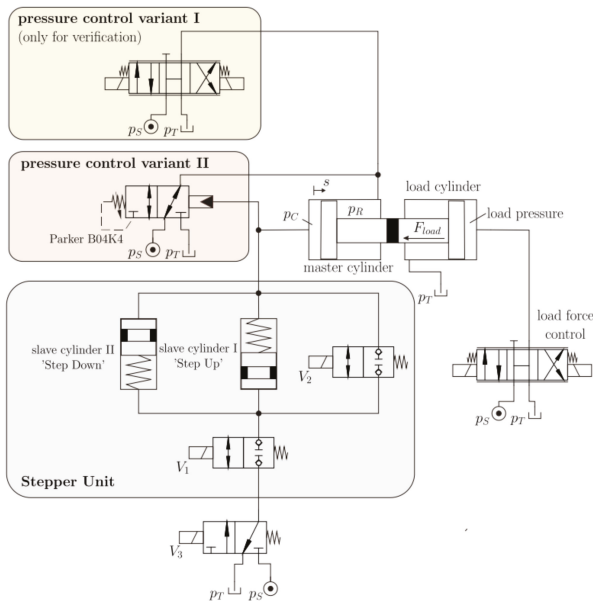 pressure control variant I
(only for verification)
p_S
p_T
pressure control variant II
Parker B04K4
p_S
p_T
s
p_C
p_R
load cylinder
F_load
load pressure
master cylinder
p_T
load force
control
p_S
p_T
slave cylinder II
'Step Down'
slave cylinder I
'Step Up'
V_2
V_1
Stepper Unit
V_3
p_T
p_S